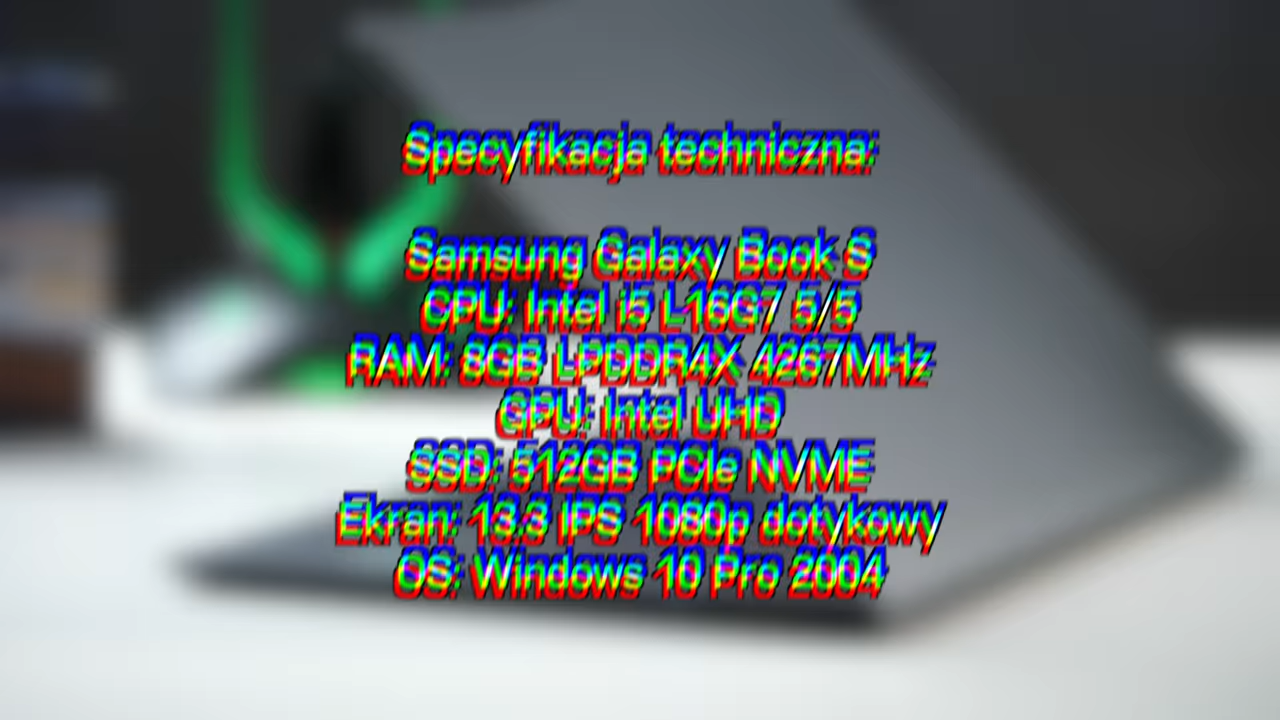 Specyfikacja techniczna:
Samsung Galaxy Book S
CPU: Intel i5 L16G7 5/5
RAM: 8GB LPDDR4X 4267MHz
GPU: Intel UHD
SSD: 512GB PCIe NVME
Ekran: 13.3 IPS 1080p dotykowy
OS: Windows 10 Pro 2004